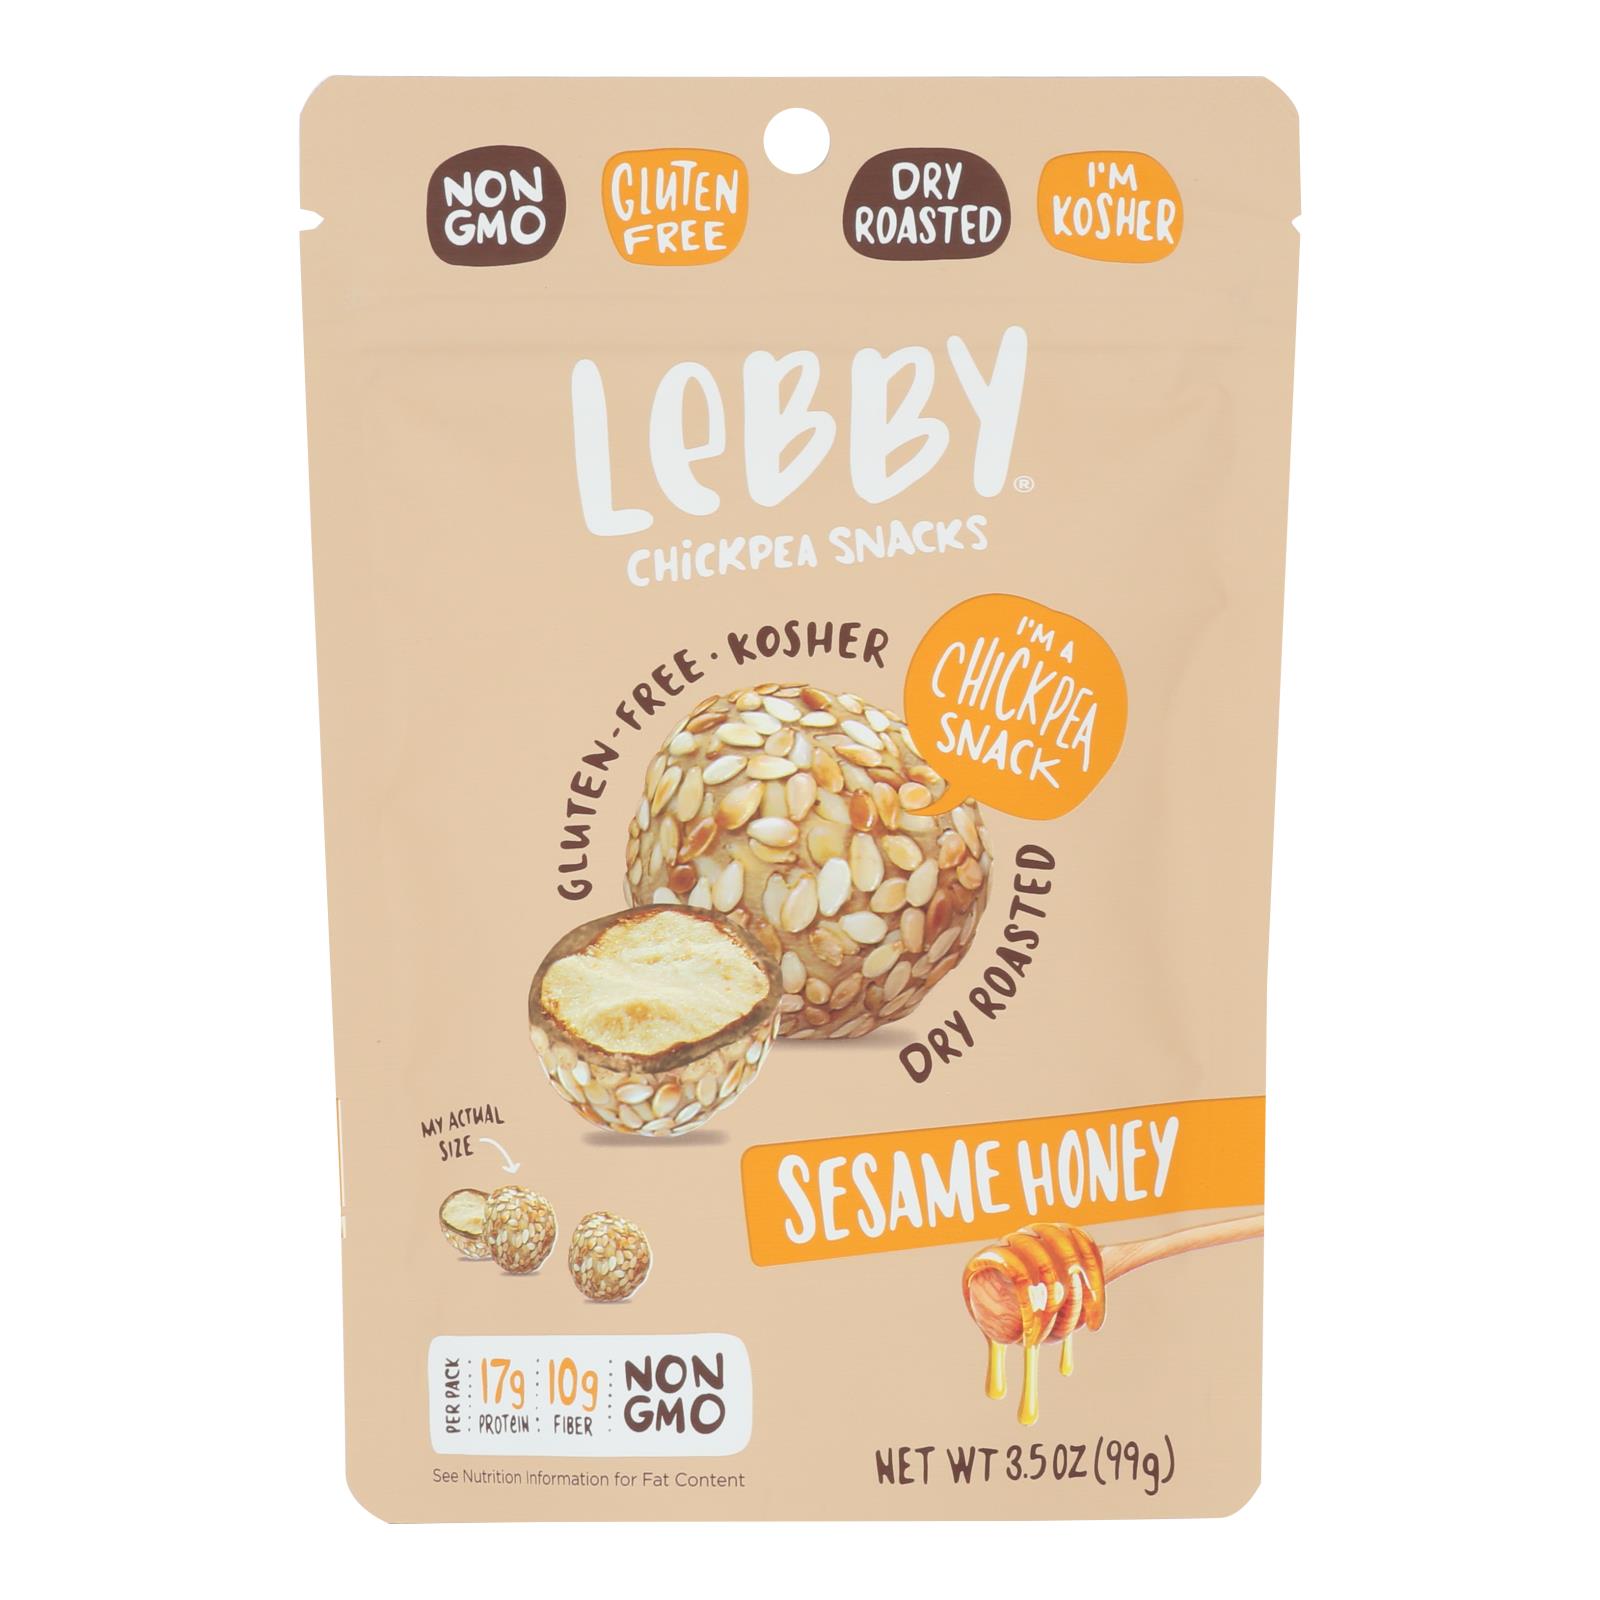 NON
GMO
GLUTEN
FREE
DRY
ROASTED
I'M
KOSHER
LeBBY®
CHiCKPEA SNACKS
GLUTEN-FREE · KOSHER
I'M A
CHICKPEA
SNACK
DRY ROASTED
MY ACTUAL
SIZE
SESAME HONEY
PER PACK
17g
PROTeIN
10g
FIBER
NON
GMO
See Nutrition Information for Fat Content
NET WT 3.5 OZ (99g)